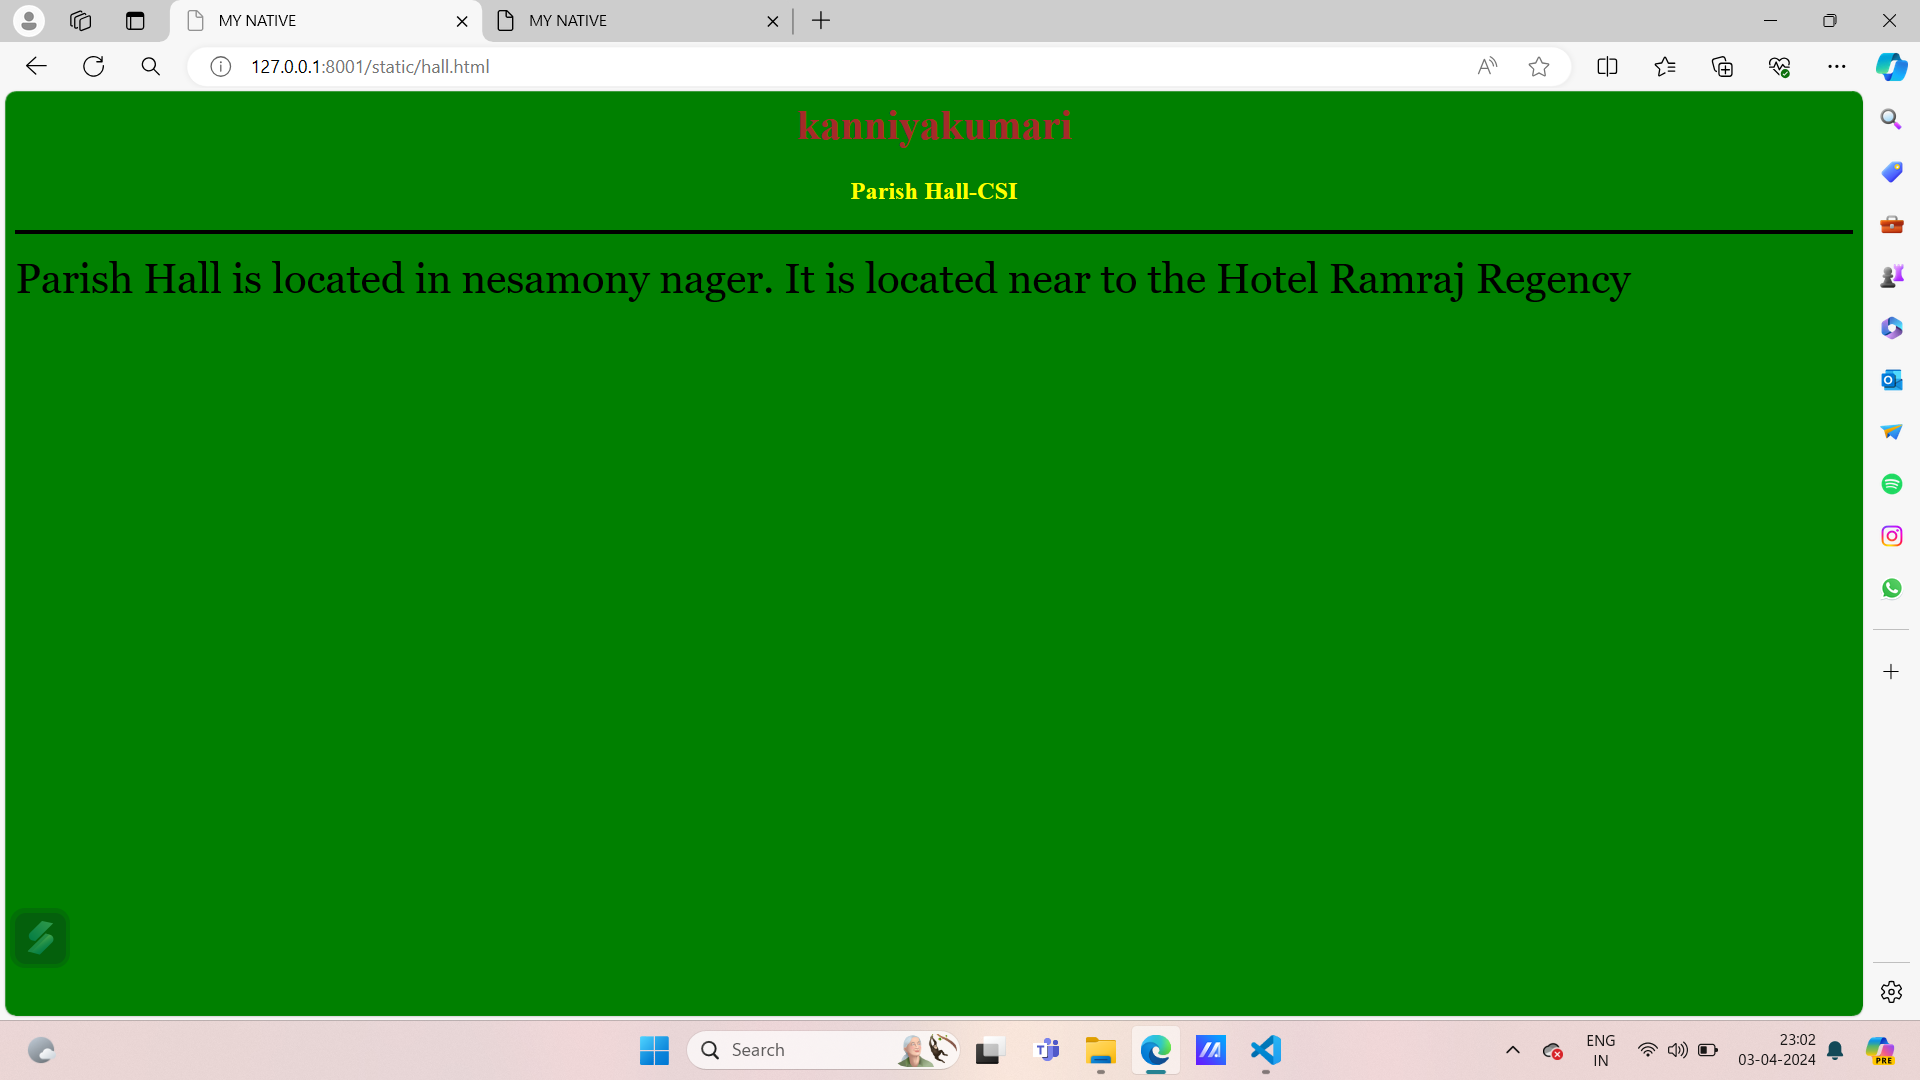 MY NATIVE
MY NATIVE
127.0.0.1:8001/static/hall.html
kanniyakumari
Parish Hall-CSI
Parish Hall is located in nesamony nager. It is located near to the Hotel Ramraj Regency
Search
ENG
IN
23:02
03-04-2024
PRE